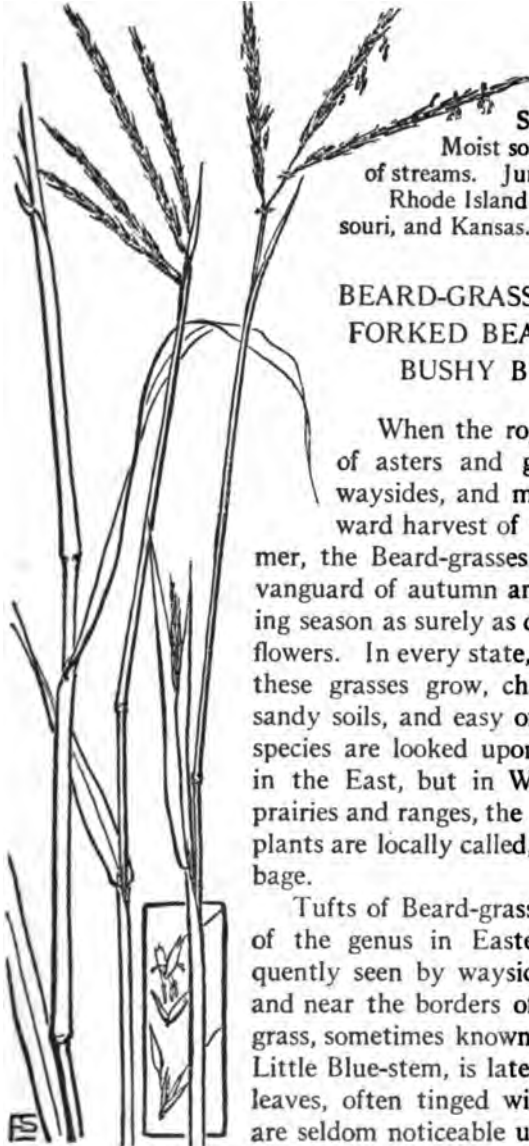 S
Moist so
of streams. Jun
Rhode Island
souri, and Kansas.
BEARD-GRASS
FORKED BEA
BUSHY B
When the ro
of asters and g
waysides, and m
ward harvest of
mer, the Beard-grasses
vanguard of autumn an
ing season as surely as d
flowers. In every state,
these grasses grow, ch
sandy soils, and easy o
species are looked upon
in the East, but in W
prairies and ranges, the
plants are locally called,
bage.
Tufts of Beard-grass
of the genus in Easte
quently seen by waysid
and near the borders of
grass, sometimes known
Little Blue-stem, is late
leaves, often tinged wi
are seldom noticeable u